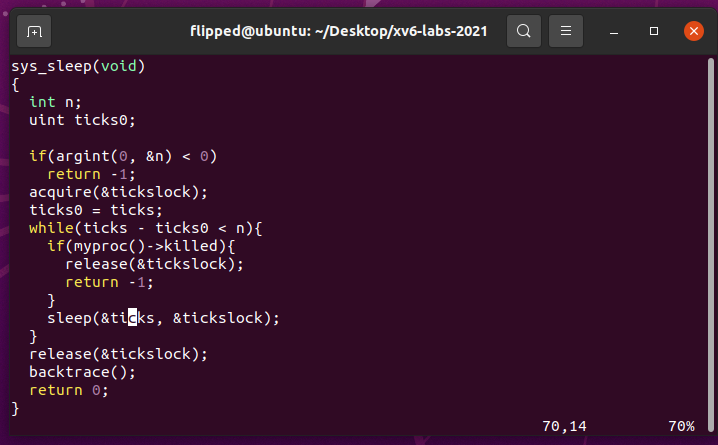 flipped@ubuntu: ~/Desktop/xv6-labs-2021
sys_sleep(void)
{
  int n;
  uint ticks0;

  if(argint(0, &n) < 0)
    return -1;
  acquire(&tickslock);
  ticks0 = ticks;
  while(ticks - ticks0 < n){
    if(myproc()->killed){
      release(&tickslock);
      return -1;
    }
    sleep(&ticks, &tickslock);
  }
  release(&tickslock);
  backtrace();
  return 0;
}
70,14 70%